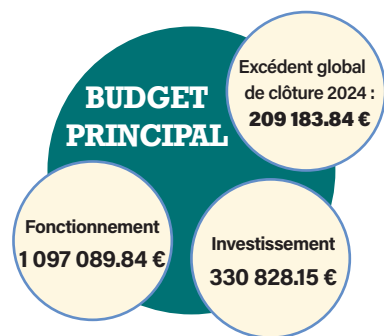 BUDGET
PRINCIPAL
Excédent global
de clôture 2024 :
209 183.84 €
Fonctionnement
1 097 089.84 €
Investissement
330 828.15 €